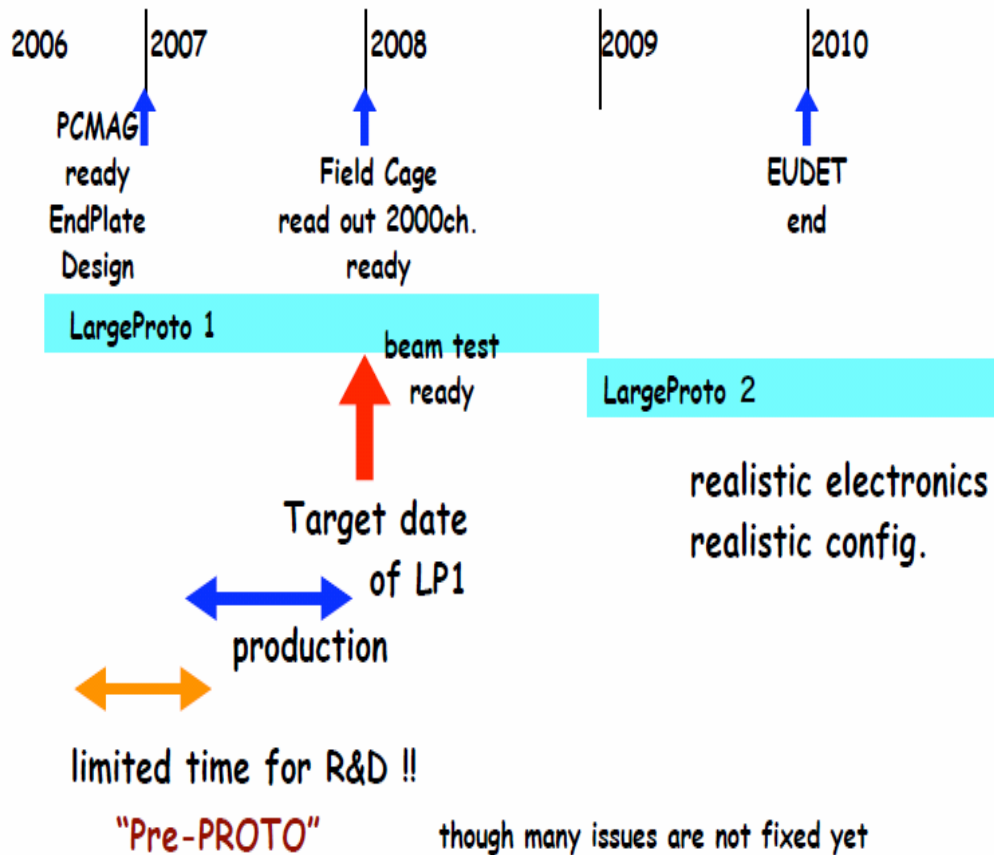 2006 2007 2008 2009 2010
PCMAG
ready
EndPlate
Design
Field Cage
read out 2000ch.
ready
EUDET
end
LargeProto 1
beam test
ready
LargeProto 2
realistic electronics
realistic config.
Target date
of LP1
production
limited time for R&D !!
“Pre-PROTO”
though many issues are not fixed yet